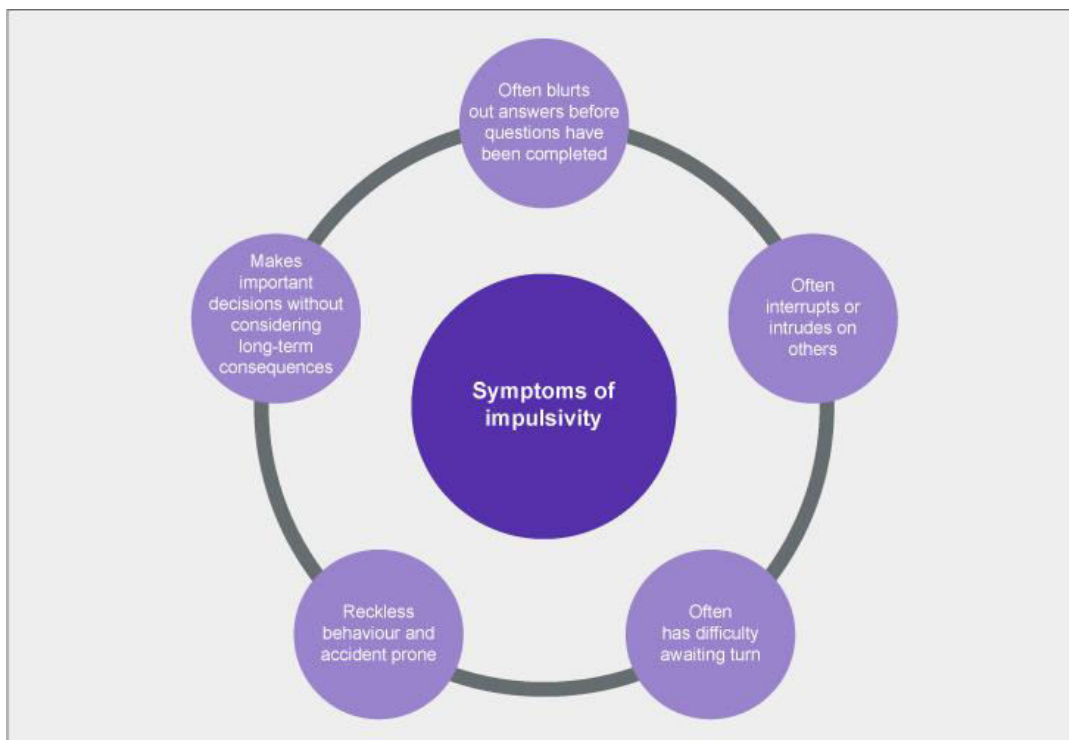 Often blurts
out answers before
questions have
been completed
Makes
important
decisions without
considering
long-term
consequences
Often
interrupts or
intrudes on
others
Symptoms of
impulsivity
Reckless
behaviour and
accident prone
Often
has difficulty
awaiting turn